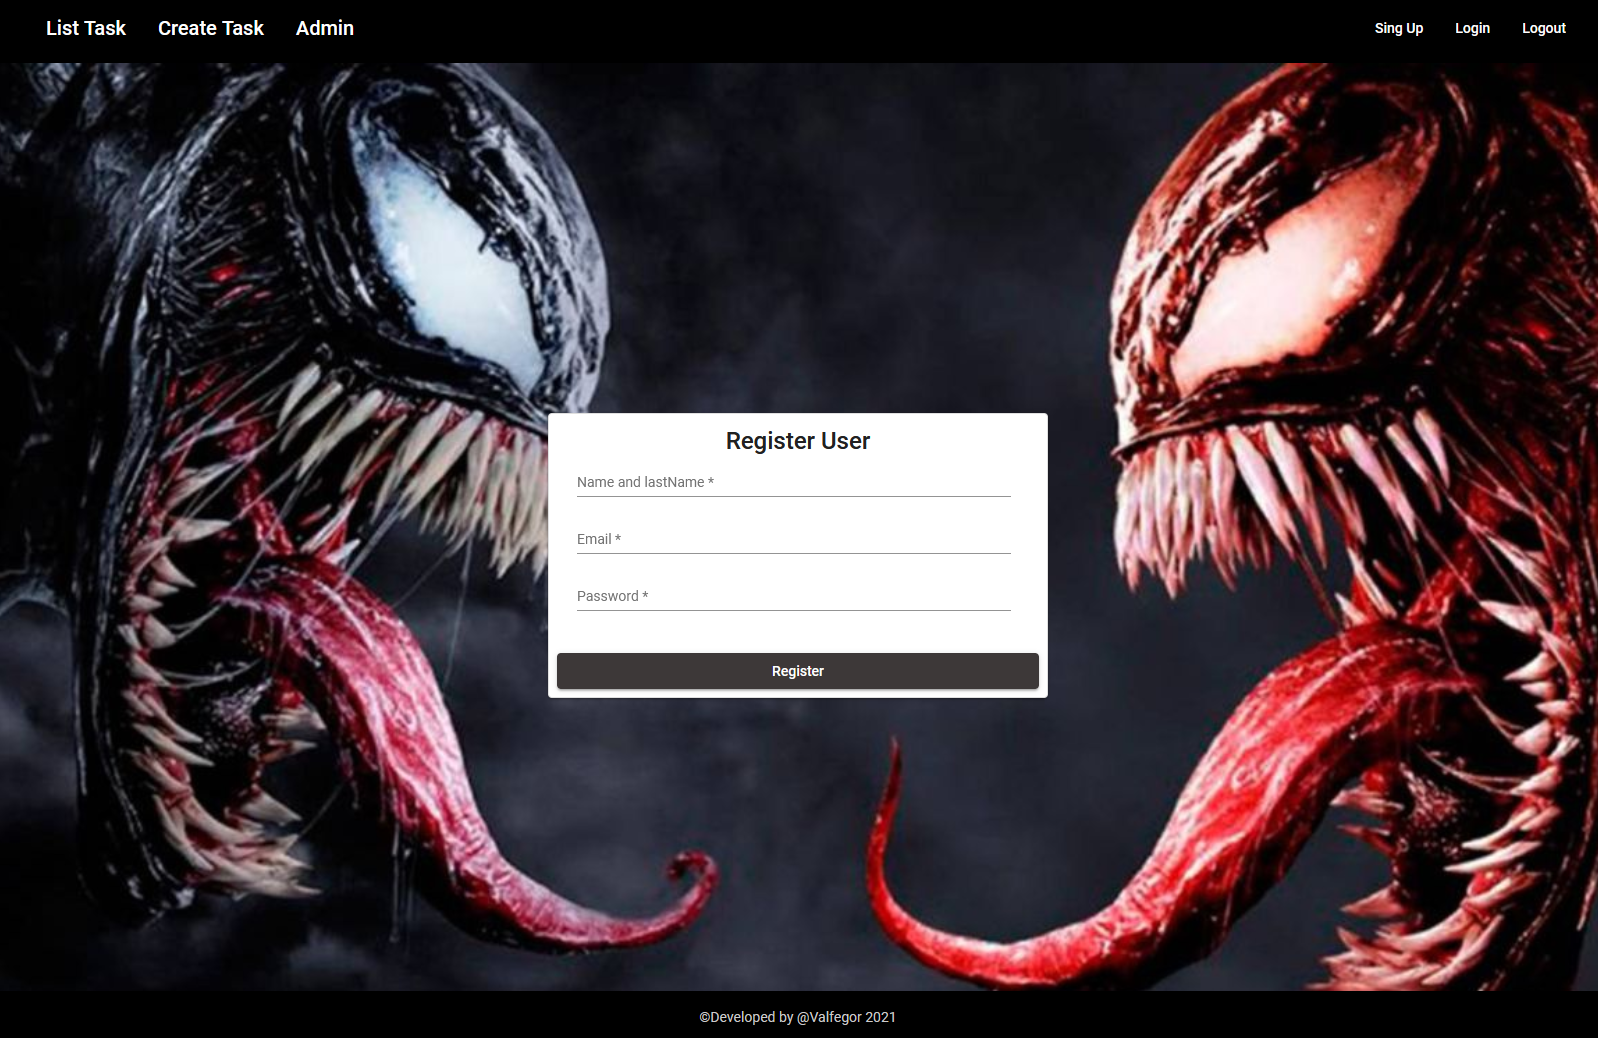 List Task Create Task Admin Sing Up Login Logout
Register User
Name and lastName *
Email *
Password *
Register
©Developed by @Valfegor 2021